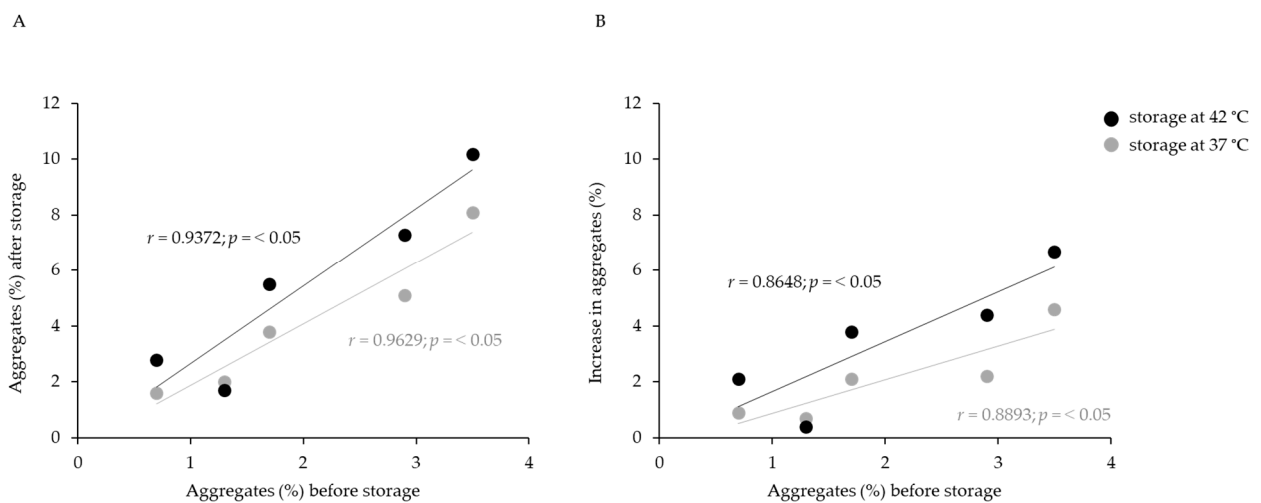 A
B
12
10
8
6
4
2
0
0
1
2
3
4
Aggregates (%) after storage
Aggregates (%) before storage
r = 0.9372; p = < 0.05
r = 0.9629; p = < 0.05
12
10
8
6
4
2
0
0
1
2
3
4
Increase in aggregates (%)
Aggregates (%) before storage
r = 0.8648; p = < 0.05
r = 0.8893; p = < 0.05
storage at 42 °C
storage at 37 °C